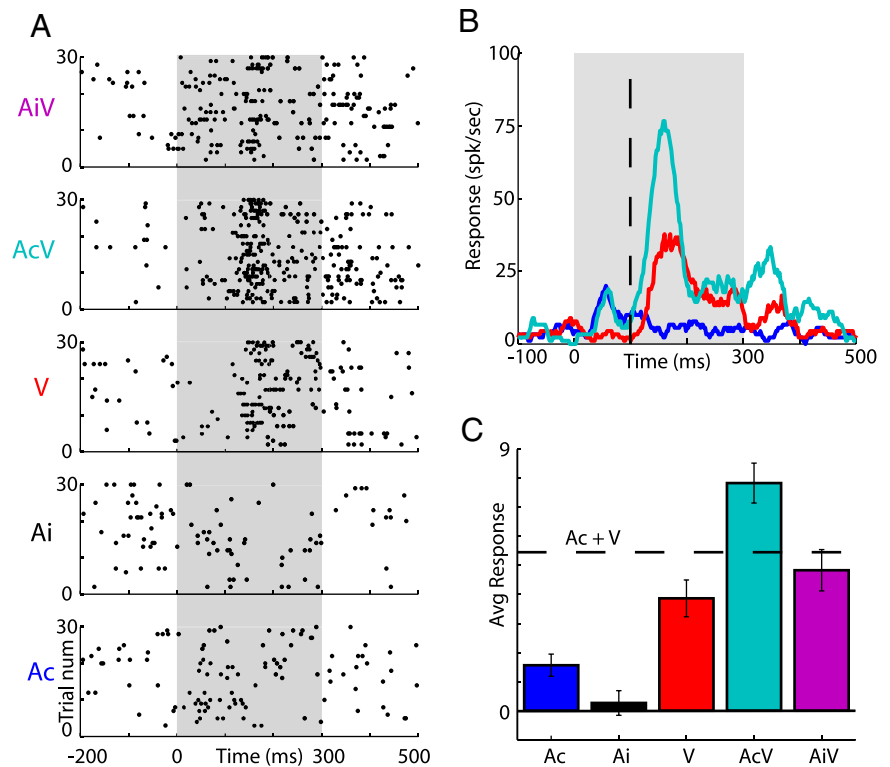 A
AiV
30
0
AcV
30
0
V
30
0
Ai
30
0
Ac
30
0
Trial num
-200
0
Time (ms)
300
500
B
Response (spk/sec)
100
75
50
25
0
-100
0
Time (ms)
300
500
C
Avg Response
9
0
Ac + V
Ac
Ai
V
AcV
AiV